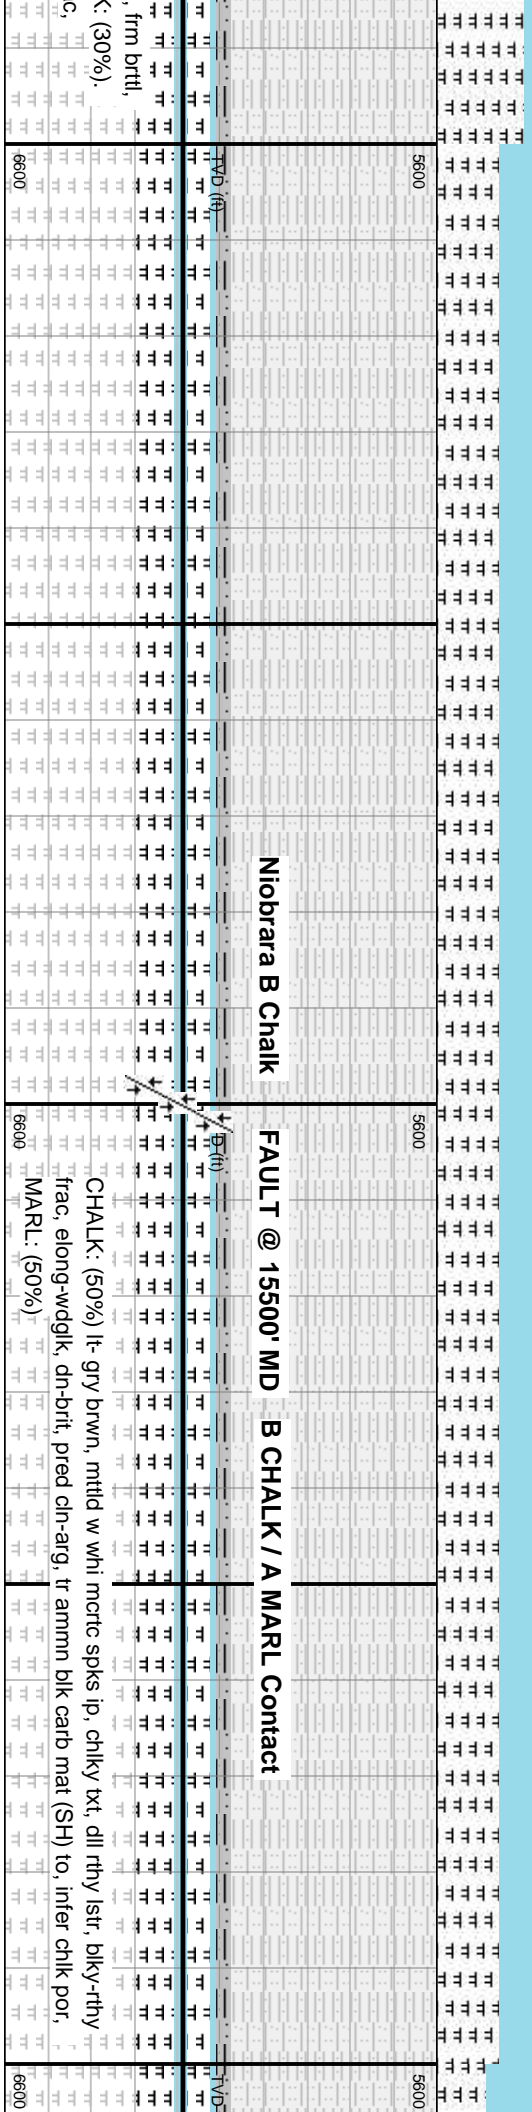 , frm brttl,
K: (30%).
c,
5600
TVD (ft)
6600
Niobrara B Chalk
FAULT @ 15500' MD
B CHALK / A MARL Contact
5600
D (ft)
6600
CHALK: (50%) lt- gry brwn, mttld w whi mcrtc spks ip, chlky txt, dll rthy lstr, blky-rthy
frac, elong-wdglk, dn-brit, pred cln-arg, tr ammn blk carb mat (SH) to, infer chlk por,
MARL: (50%)
5600
TVD
6600